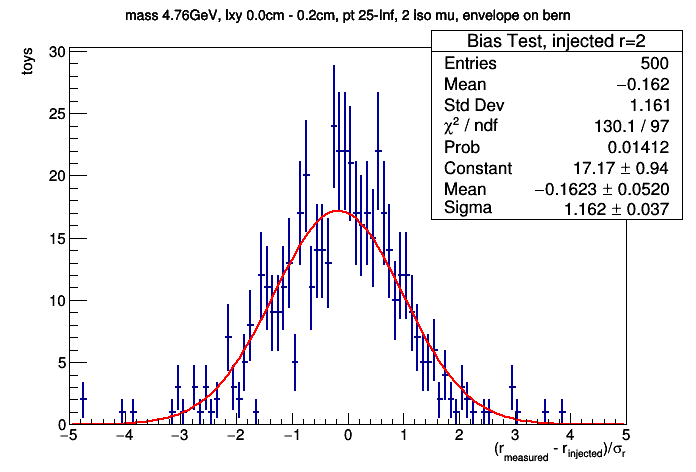 mass 4.76GeV, lxy 0.0cm - 0.2cm, pt 25-Inf, 2 Iso mu, envelope on bern
toys
Bias Test, injected r=2
Entries 500
Mean −0.162
Std Dev 1.161
χ² / ndf 130.1 / 97
Prob 0.01412
Constant 17.17 ± 0.94
Mean −0.1623 ± 0.0520
Sigma 1.162 ± 0.037
30
25
20
15
10
5
0
−5 −4 −3 −2 −1 0 1 2 3 4 5
(r_measured - r_injected)/σ_r